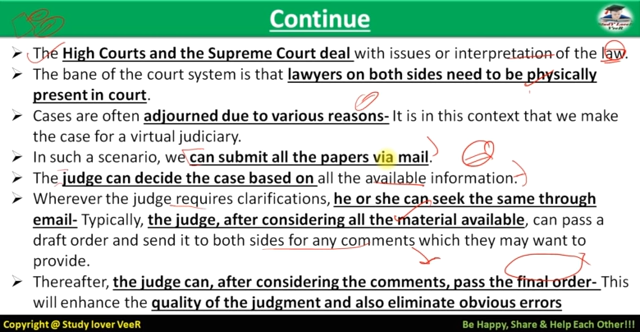 Continue
➢ The High Courts and the Supreme Court deal with issues or interpretation of the law.
➢ The bane of the court system is that lawyers on both sides need to be physically
present in court.
➢ Cases are often adjourned due to various reasons- It is in this context that we make
the case for a virtual judiciary.
➢ In such a scenario, we can submit all the papers via mail.
➢ The judge can decide the case based on all the available information.
➢ Wherever the judge requires clarifications, he or she can seek the same through
email- Typically, the judge, after considering all the material available, can pass a
draft order and send it to both sides for any comments which they may want to
provide.
➢ Thereafter, the judge can, after considering the comments, pass the final order- This
will enhance the quality of the judgment and also eliminate obvious errors
Copyright @ Study lover VeeR
Be Happy, Share & Help Each Other!!!